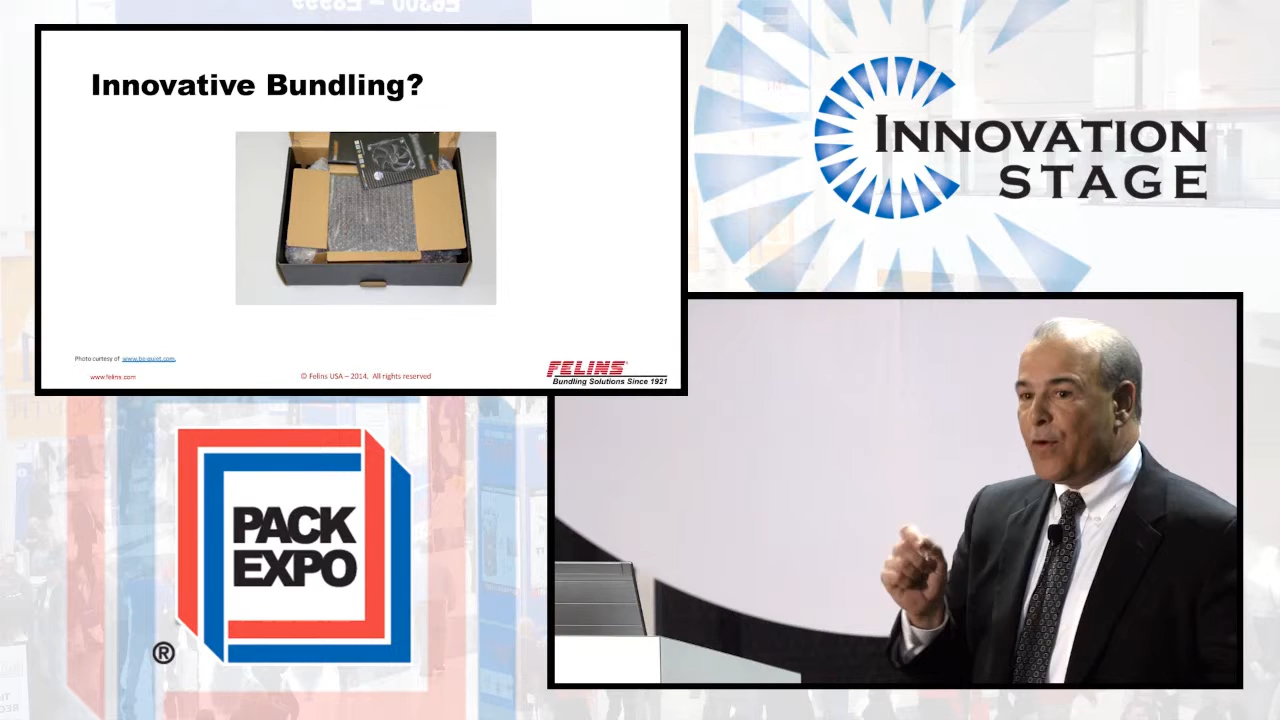 Innovative Bundling?
Photo curtesy of www.be-quiet.com.
www.felins.com
© Felins USA – 2014. All rights reserved
FELINS®
Bundling Solutions Since 1921
INNOVATION
STAGE
PACK
EXPO
®